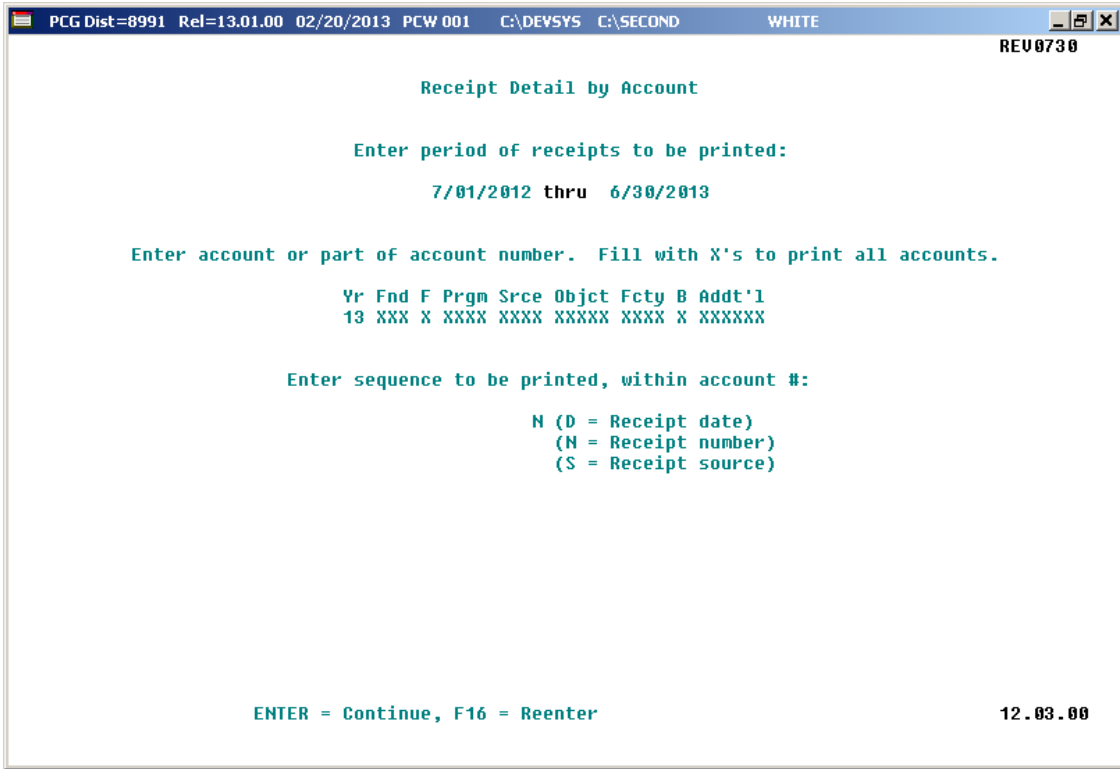 PCG Dist=8991 Rel=13.01.00 02/20/2013 PCW 001 C:\DEVSYS C:\SECOND WHITE
REV0730
Receipt Detail by Account
Enter period of receipts to be printed:
7/01/2012 thru 6/30/2013
Enter account or part of account number. Fill with X's to print all accounts.
Yr Fnd F Prgm Srce Objct Fcty B Addt'l
13 XXX X XXXX XXXX XXXXX XXXX X XXXXXX
Enter sequence to be printed, within account #:
N (D = Receipt date)
(N = Receipt number)
(S = Receipt source)
ENTER = Continue, F16 = Reenter
12.03.00